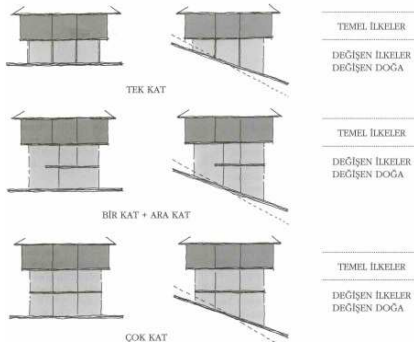 TEMEL İLKELER
DEĞİŞEN İLKELER
DEĞİŞEN DOĞA
TEK KAT
TEMEL İLKELER
DEĞİŞEN İLKELER
DEĞİŞEN DOĞA
BİR KAT + ARA KAT
TEMEL İLKELER
DEĞİŞEN İLKELER
DEĞİŞEN DOĞA
ÇOK KAT